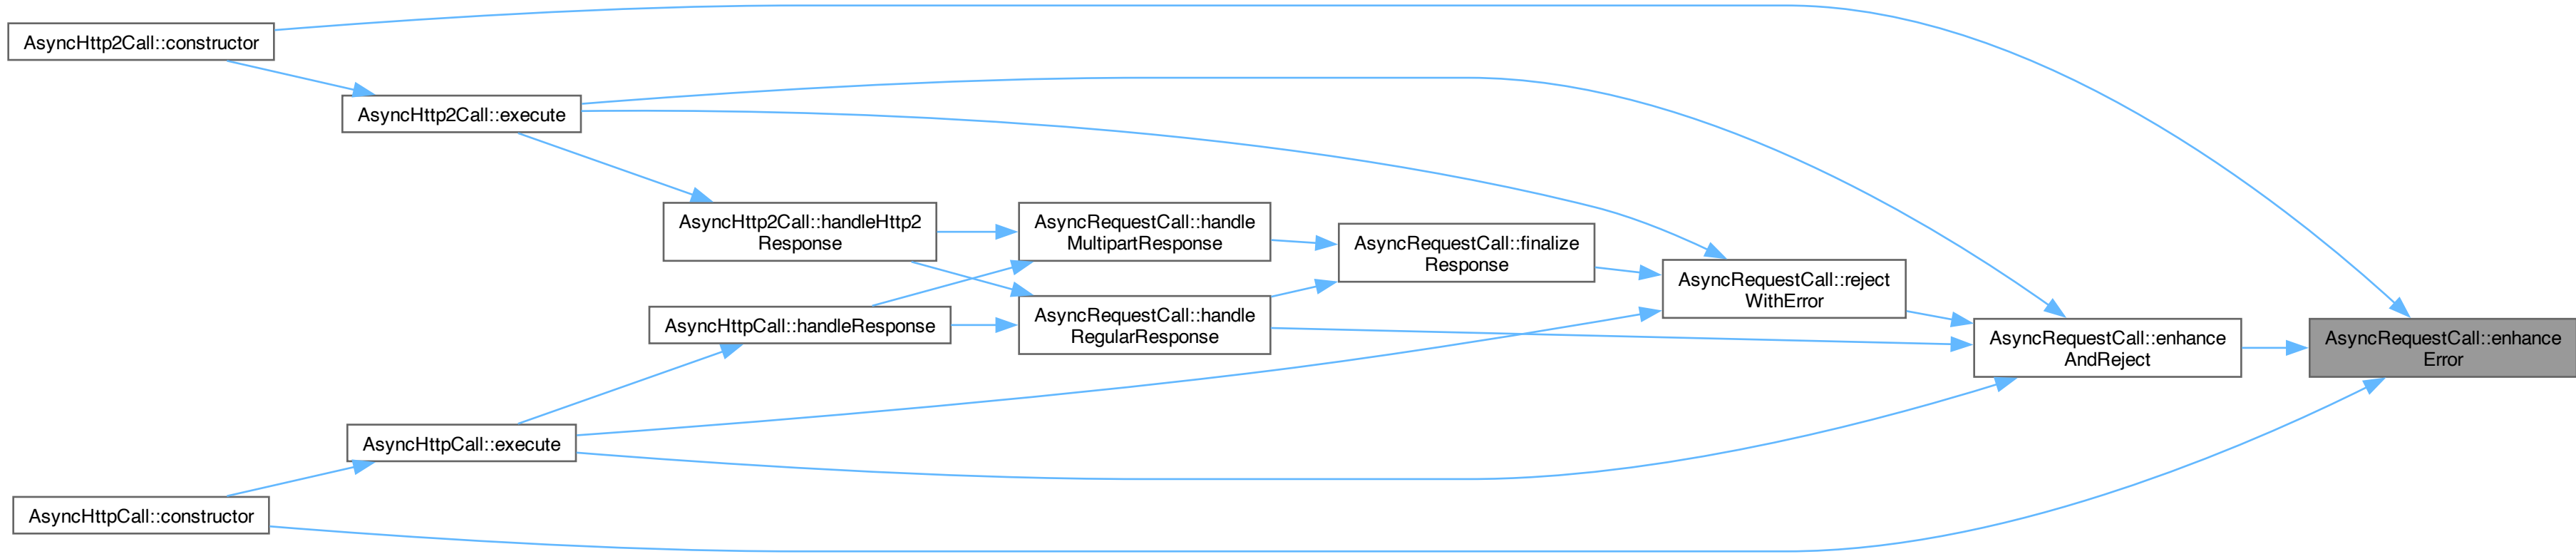 AsyncHttp2Call::constructor
AsyncHttp2Call::execute
AsyncHttp2Call::handleHttp2
Response
AsyncRequestCall::handle
MultipartResponse
AsyncRequestCall::finalize
Response
AsyncRequestCall::reject
WithError
AsyncHttpCall::handleResponse
AsyncRequestCall::handle
RegularResponse
AsyncRequestCall::enhance
AndReject
AsyncRequestCall::enhance
Error
AsyncHttpCall::execute
AsyncHttpCall::constructor